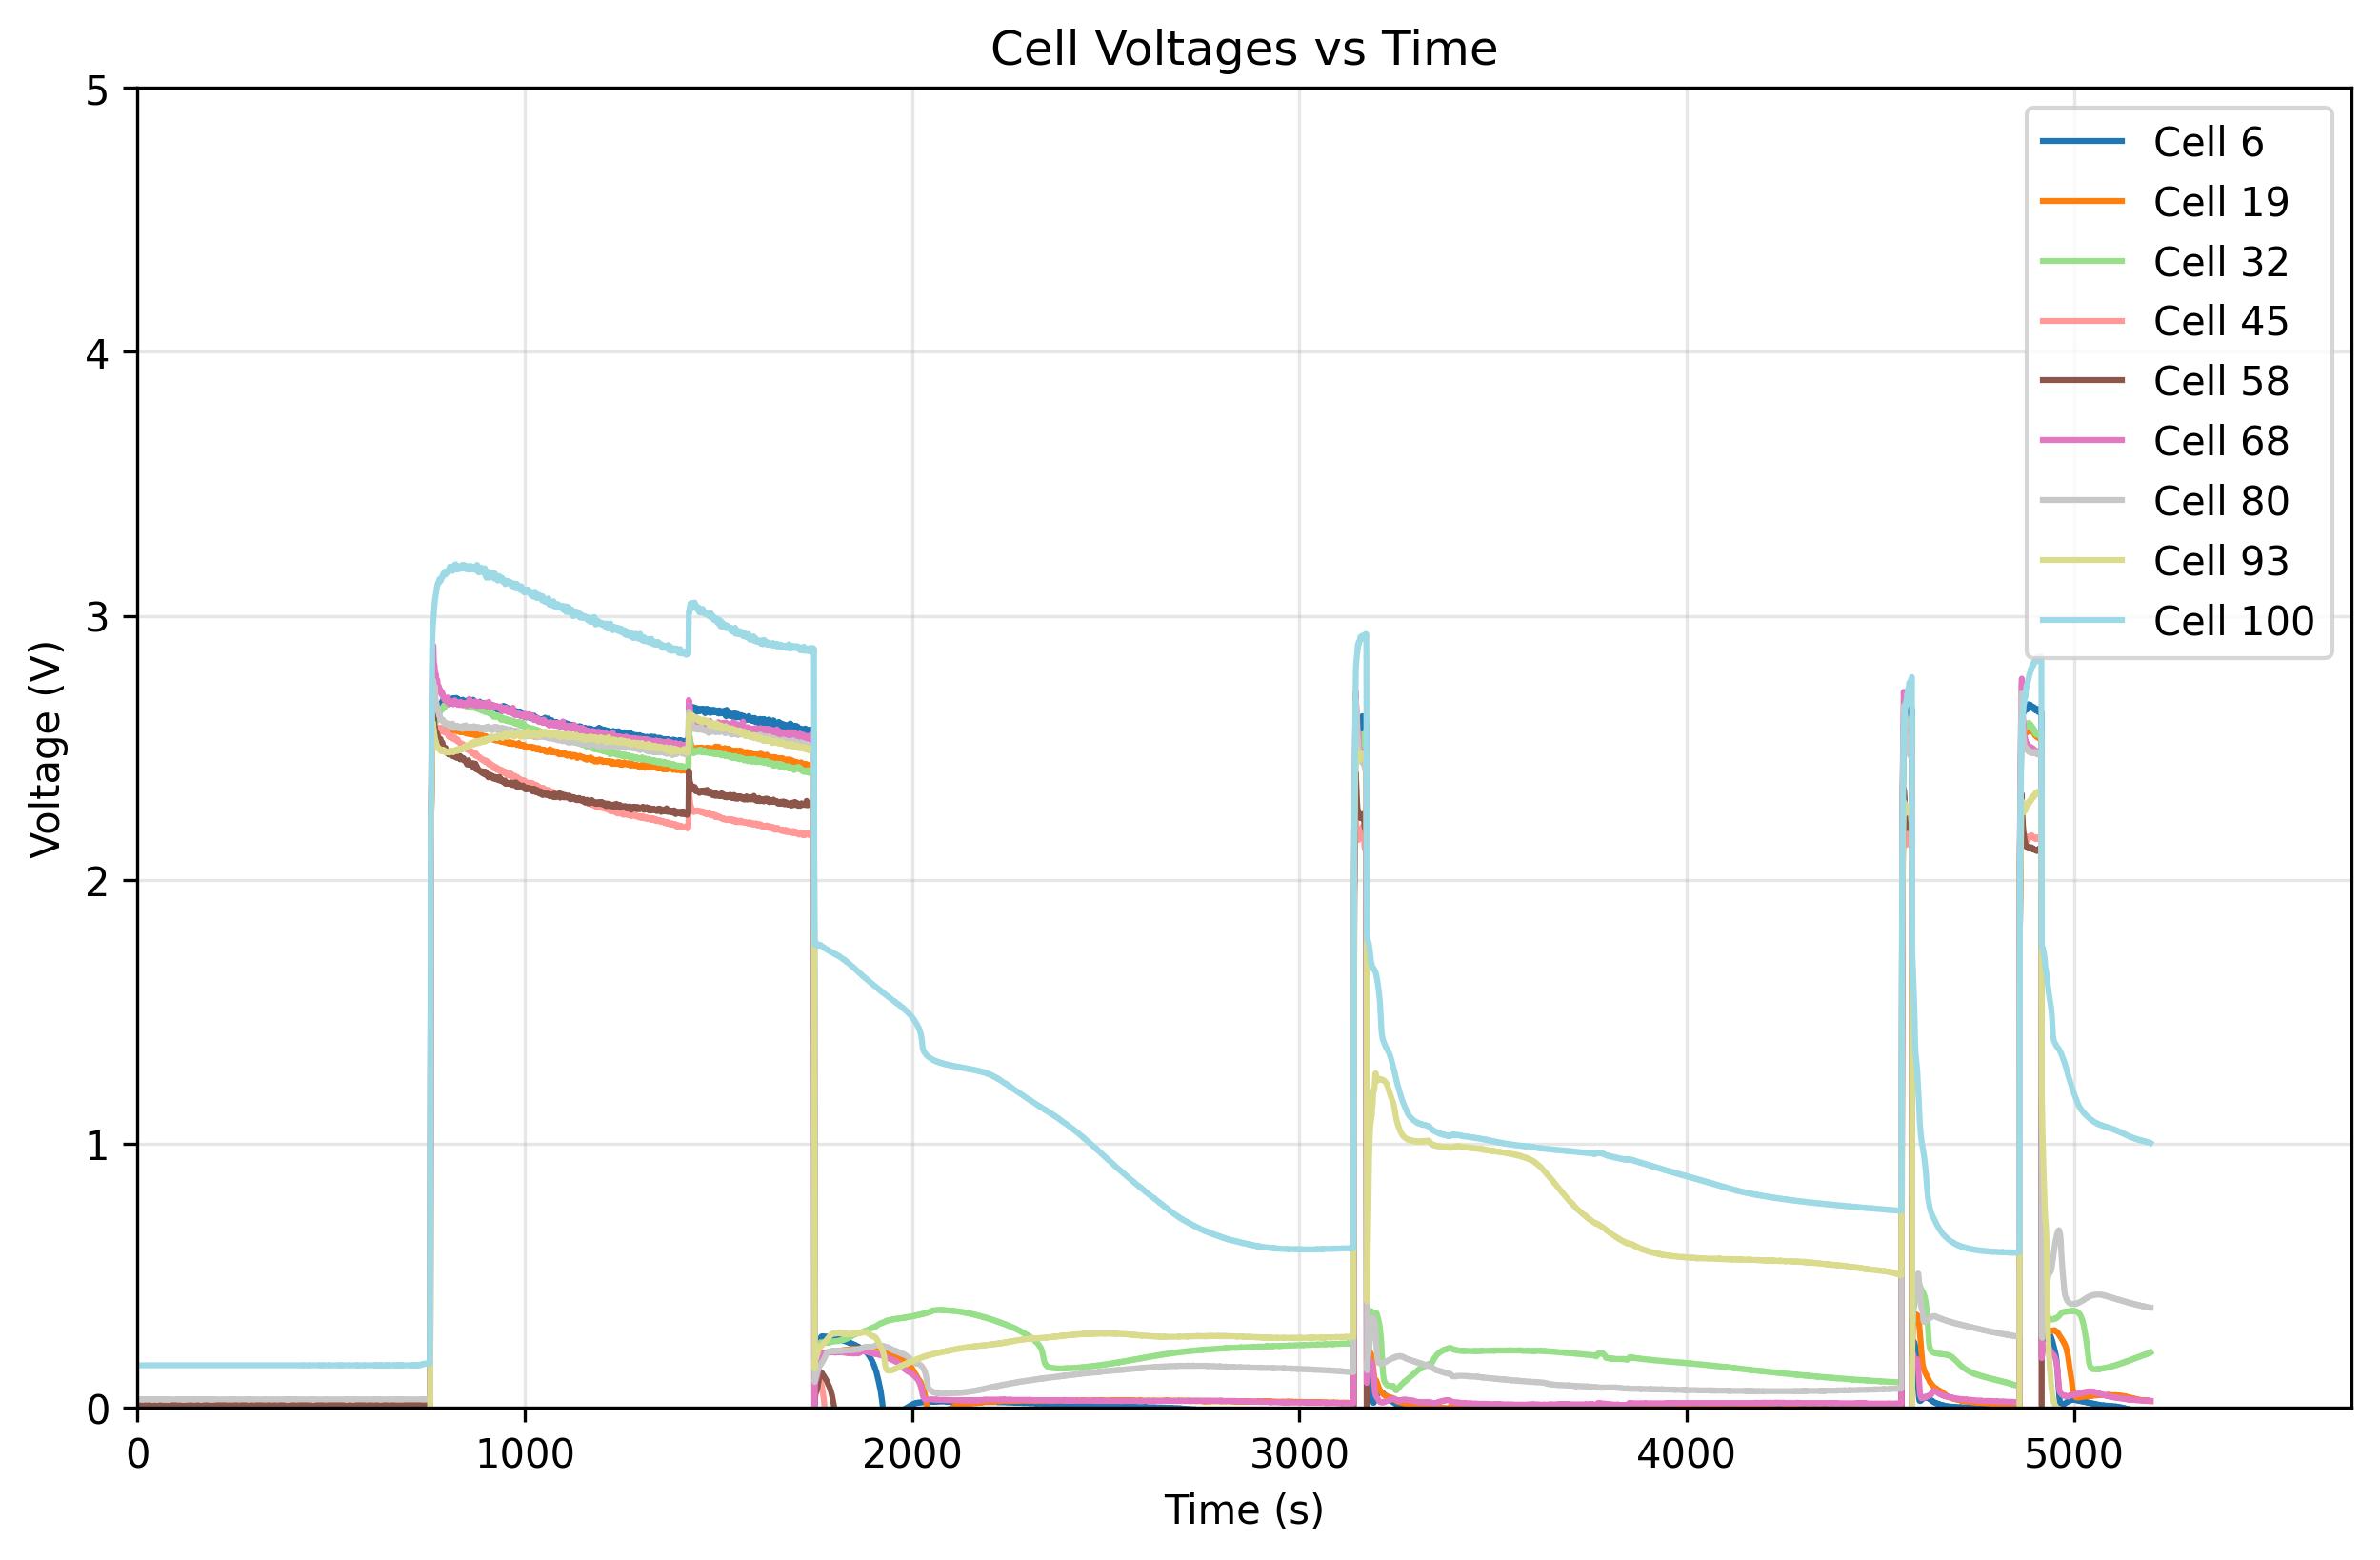 Cell Voltages vs Time
5
4
3
2
1
0
Voltage (V)
Cell 6
Cell 19
Cell 32
Cell 45
Cell 58
Cell 68
Cell 80
Cell 93
Cell 100
0 1000 2000 3000 4000 5000
Time (s)